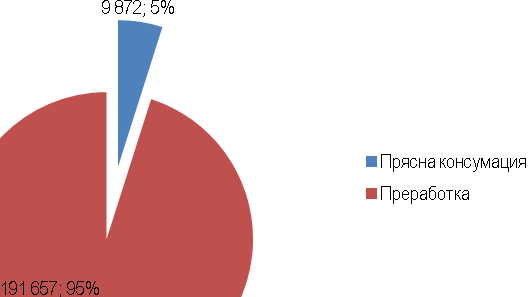 9 872; 5%
Прясна консумация
Преработка
191 657; 95%